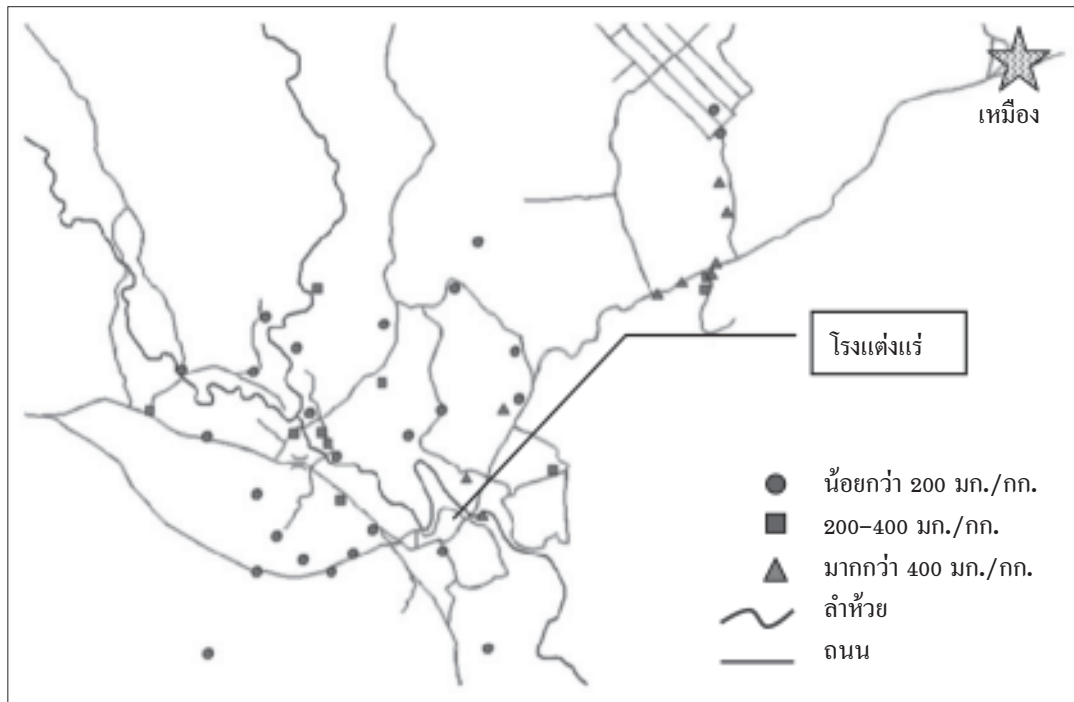 เหมือง
โรงแต่งแร่
น้อยกว่า 200 มก./กก.
200-400 มก./กก.
มากกว่า 400 มก./กก.
ลำห้วย
ถนน